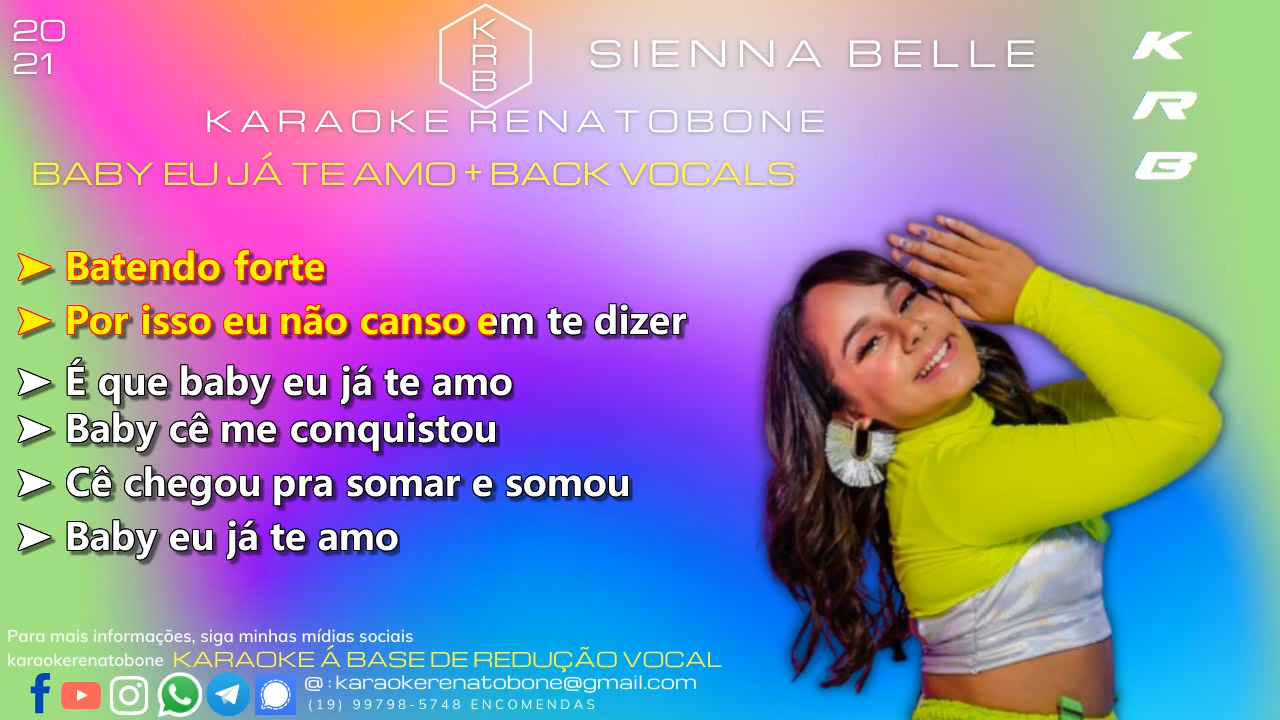 20
21
K
R
B
SIENNA BELLE
K
R
B
KARAOKE RENATOBONE
BABY EU JÁ TE AMO + BACK VOCALS
➤ Batendo forte
➤ Por isso eu não canso em te dizer
➤ É que baby eu já te amo
➤ Baby cê me conquistou
➤ Cê chegou pra somar e somou
➤ Baby eu já te amo
Para mais informações, siga minhas mídias sociais
karaokerenatobone KARAOKE Á BASE DE REDUÇÃO VOCAL
@ : karaokerenatobone@gmail.com
(19) 99798-5748 ENCOMENDAS